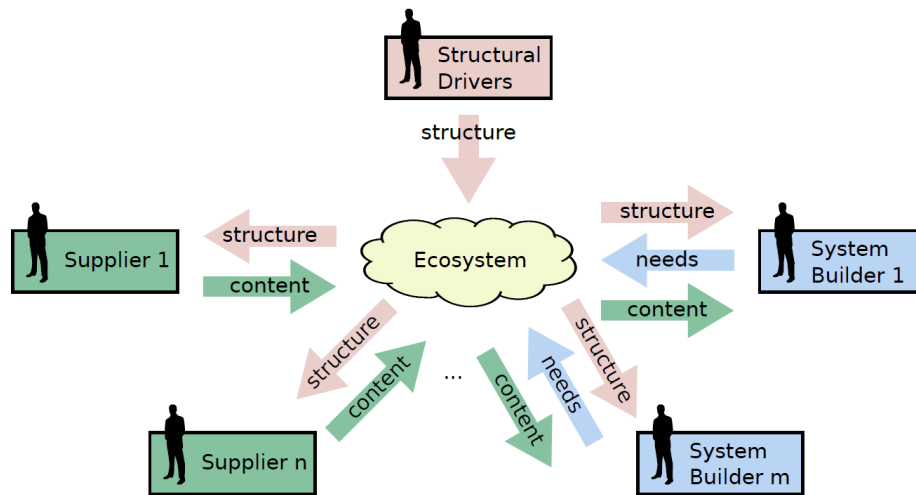 Structural
Drivers
structure
structure
structure
Supplier 1
Ecosystem
needs
System
Builder 1
content
content
structure
structure
content
...
content
needs
Supplier n
System
Builder m